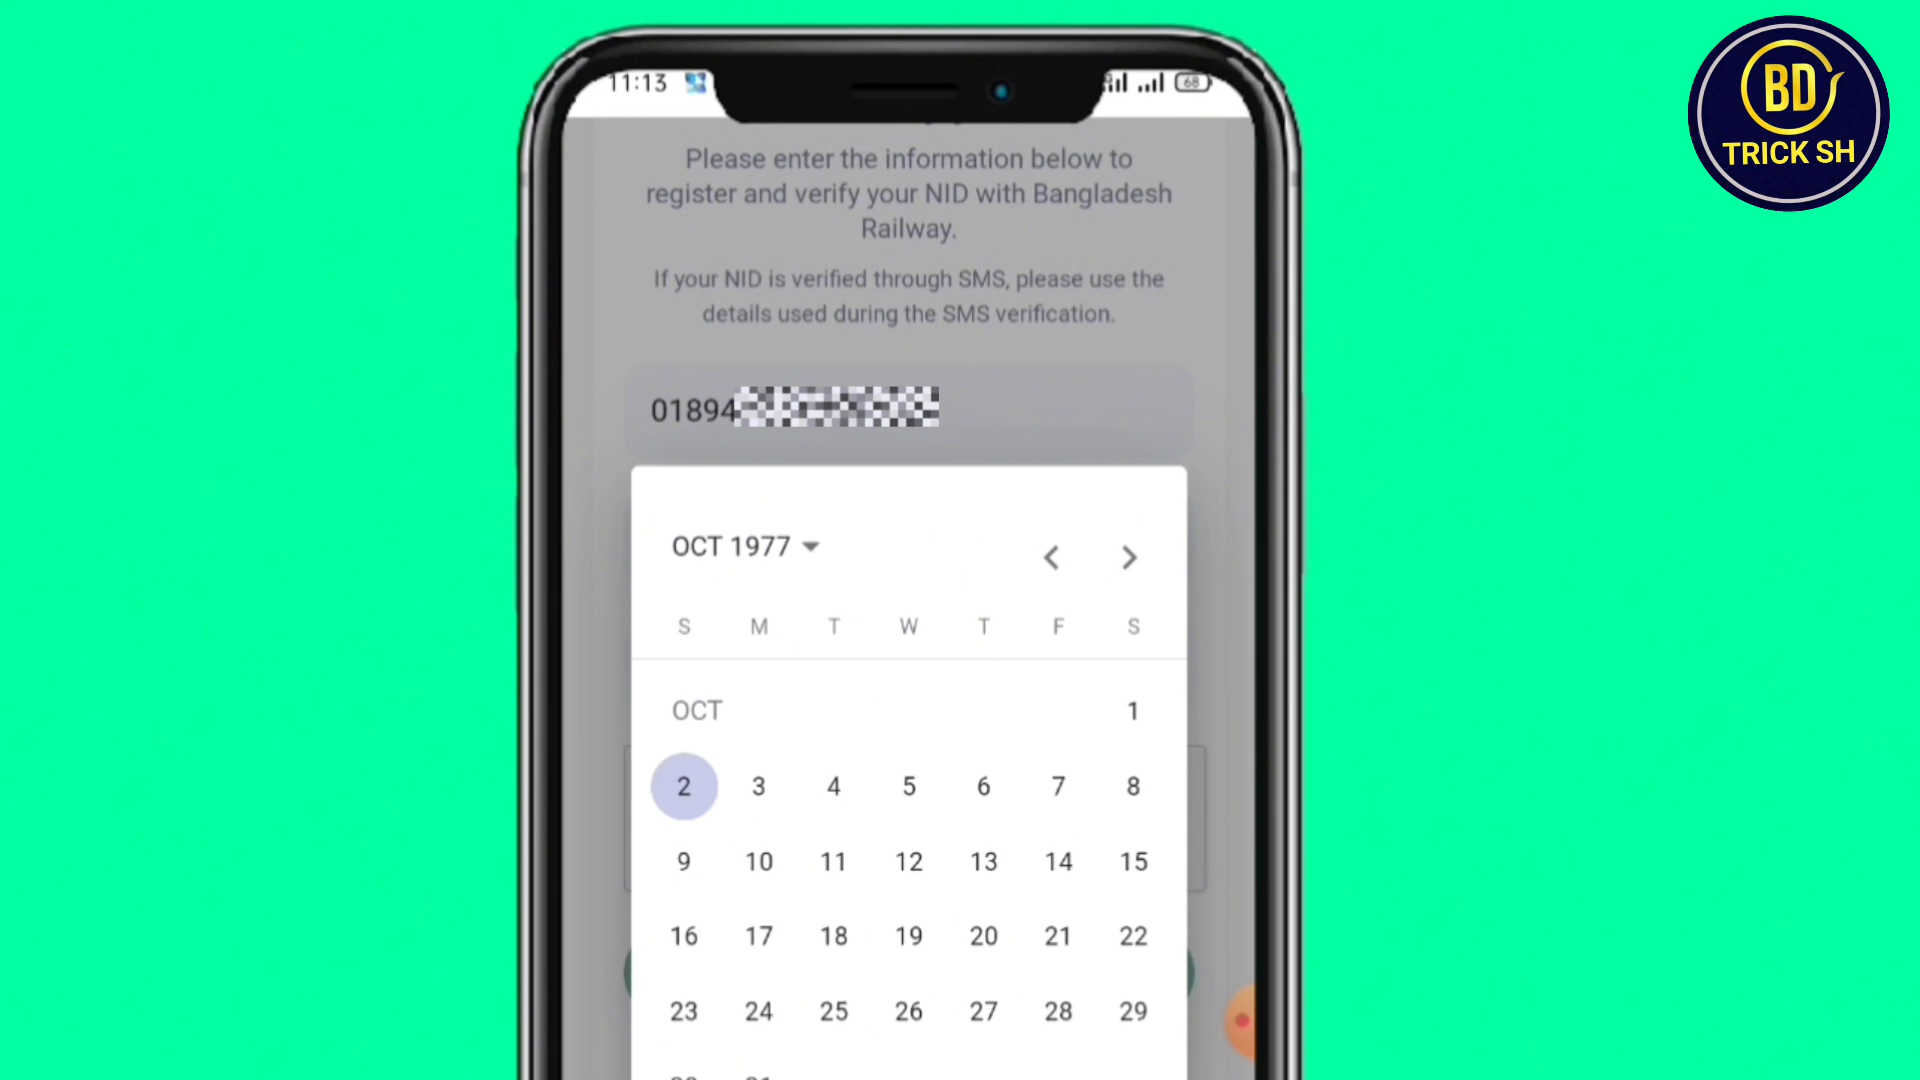 11:13
68
BD
TRICK SH
Please enter the information below to
register and verify your NID with Bangladesh
Railway.
If your NID is verified through SMS, please use the
details used during the SMS verification.
01894
OCT 1977
S M T W T F S
OCT 1
2 3 4 5 6 7 8
9 10 11 12 13 14 15
16 17 18 19 20 21 22
23 24 25 26 27 28 29